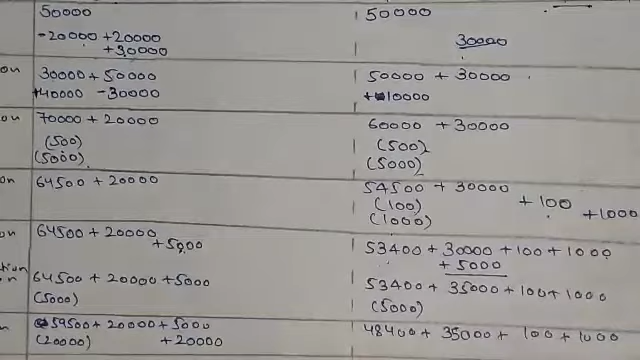 50000 50000
-20000 +20000
+30000 30000
on 30000 + 50000 50000 + 30000
+40000 -30000 +10000
on 70000 + 20000 60000 + 30000
(500) (500)
(5000) (5000)
on 64500 + 20000 54500 + 30000
(100) + 100 + 1000
(1000)
on 64500 + 20000
+5000 53400 + 30000 + 100 + 1000
+ 5000
tion
on 64500 + 20000 + 5000 53400 + 35000 + 100 + 1000
(5000) (5000)
n 59500 + 20000 + 5000 48400 + 35000 + 100 + 1000
(20000) +20000